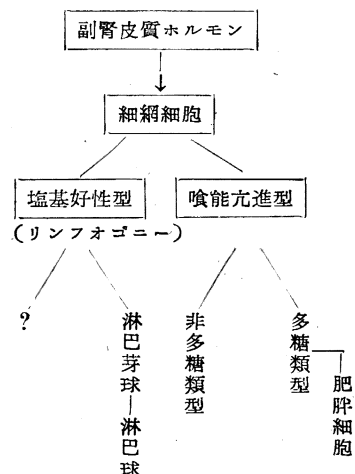 副腎皮質ホルモン
細網細胞
塩基好性型
喰能亢進型
(リンフオゴニー)
?
淋巴芽球―淋巴球
非多糖類型
多糖類型
肥胖細胞